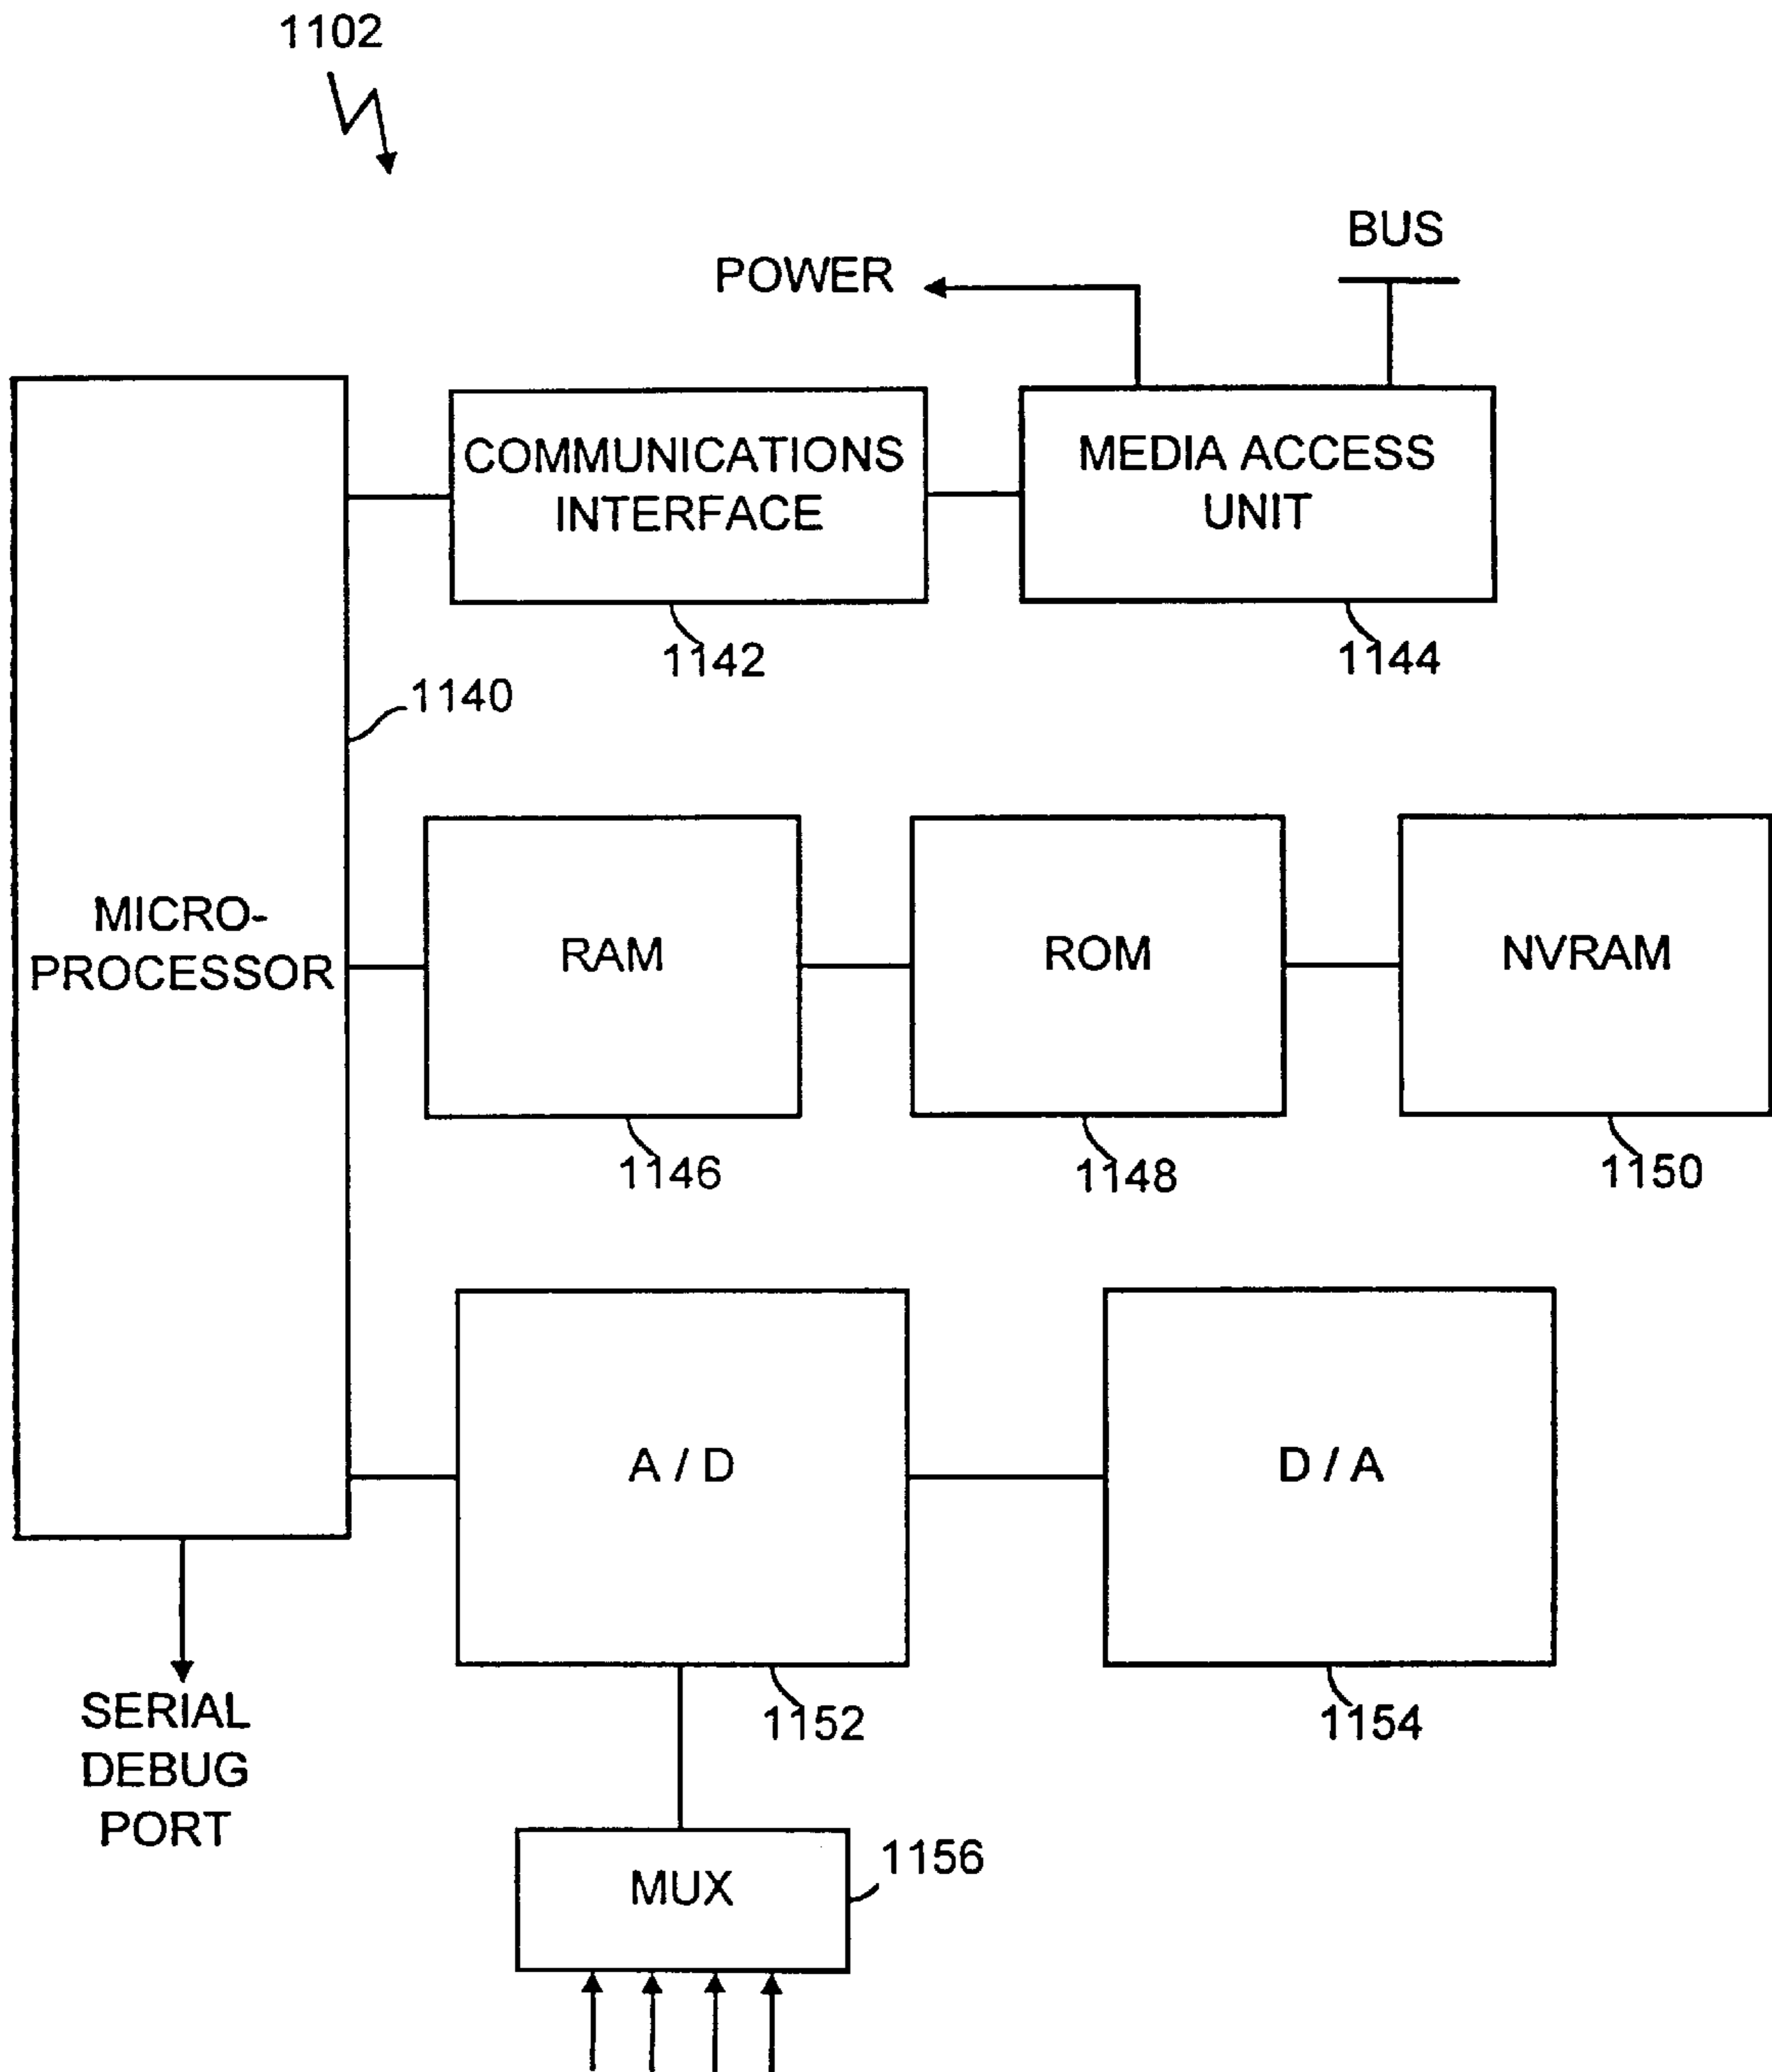 1102
BUS
POWER
COMMUNICATIONS
INTERFACE
MEDIA ACCESS
UNIT
1142
1144
1140
MICRO-
PROCESSOR
RAM
ROM
NVRAM
1146
1148
1150
A / D
D / A
1152
1154
SERIAL
DEBUG
PORT
MUX
1156